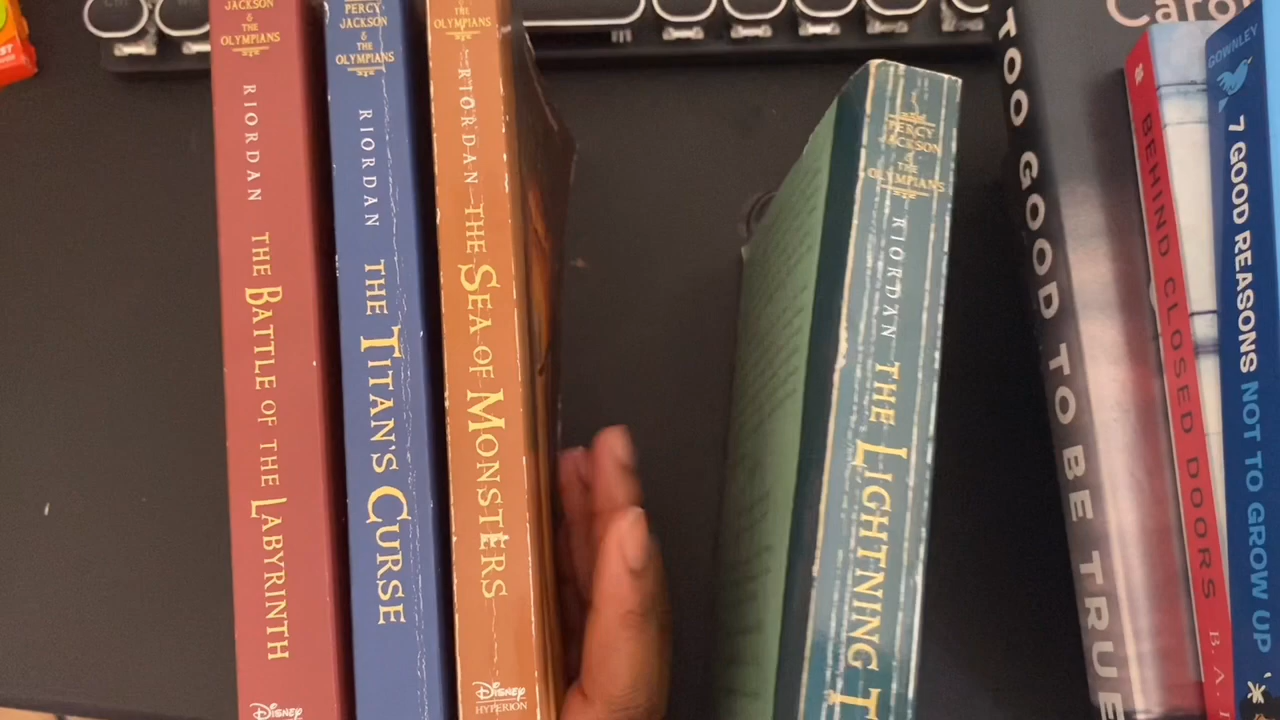 JACKSON
& THE
OLYMPIANS
RIORDAN
THE BATTLE OF THE LABYRINTH
DISNEY
PERCY
JACKSON
& THE
OLYMPIANS
RIORDAN
THE TITAN'S CURSE
& THE
OLYMPIANS
RIORDAN
THE SEA OF MONSTERS
DISNEY
HYPERION
PERCY
JACKSON
& THE
OLYMPIANS
RIORDAN
THE LIGHTNING T
TOO GOOD TO BE TRUE
Caro
BEHIND CLOSED DOORS
B. A.
GOWNLEY
7 GOOD REASONS NOT TO GROW UP